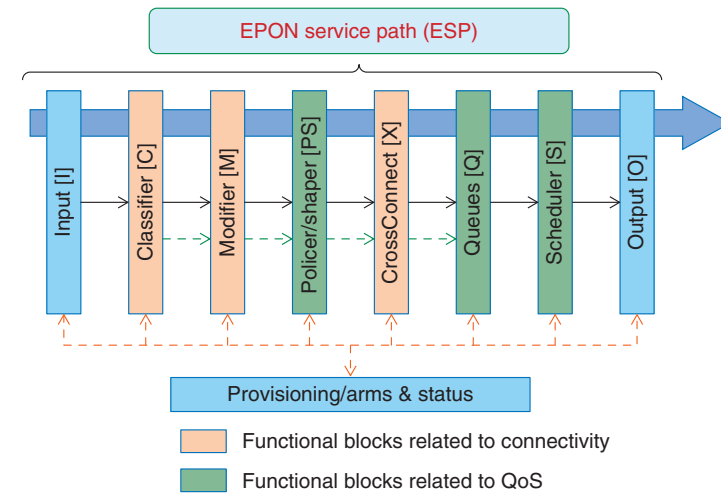 EPON service path (ESP)
Input [I]
Classifier [C]
Modifier [M]
Policer/shaper [PS]
CrossConnect [X]
Queues [Q]
Scheduler [S]
Output [O]
Provisioning/arms & status
Functional blocks related to connectivity
Functional blocks related to QoS